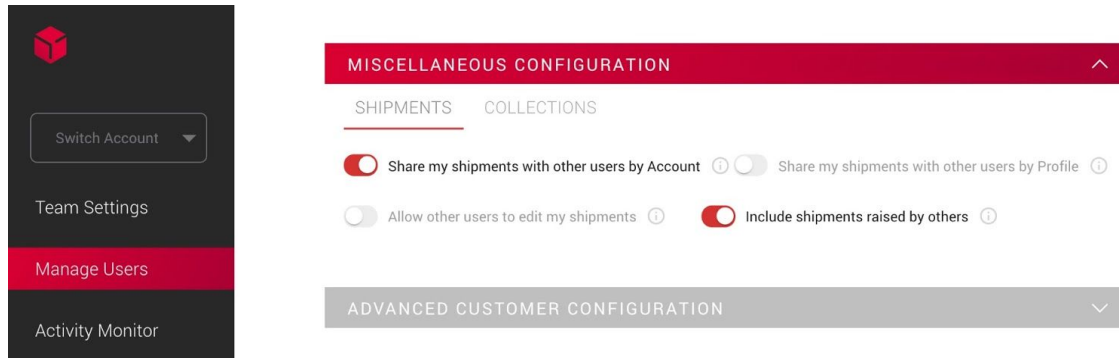 MISCELLANEOUS CONFIGURATION
SHIPMENTS COLLECTIONS
Switch Account
Share my shipments with other users by Account
Share my shipments with other users by Profile
Team Settings
Allow other users to edit my shipments
Include shipments raised by others
Manage Users
ADVANCED CUSTOMER CONFIGURATION
Activity Monitor